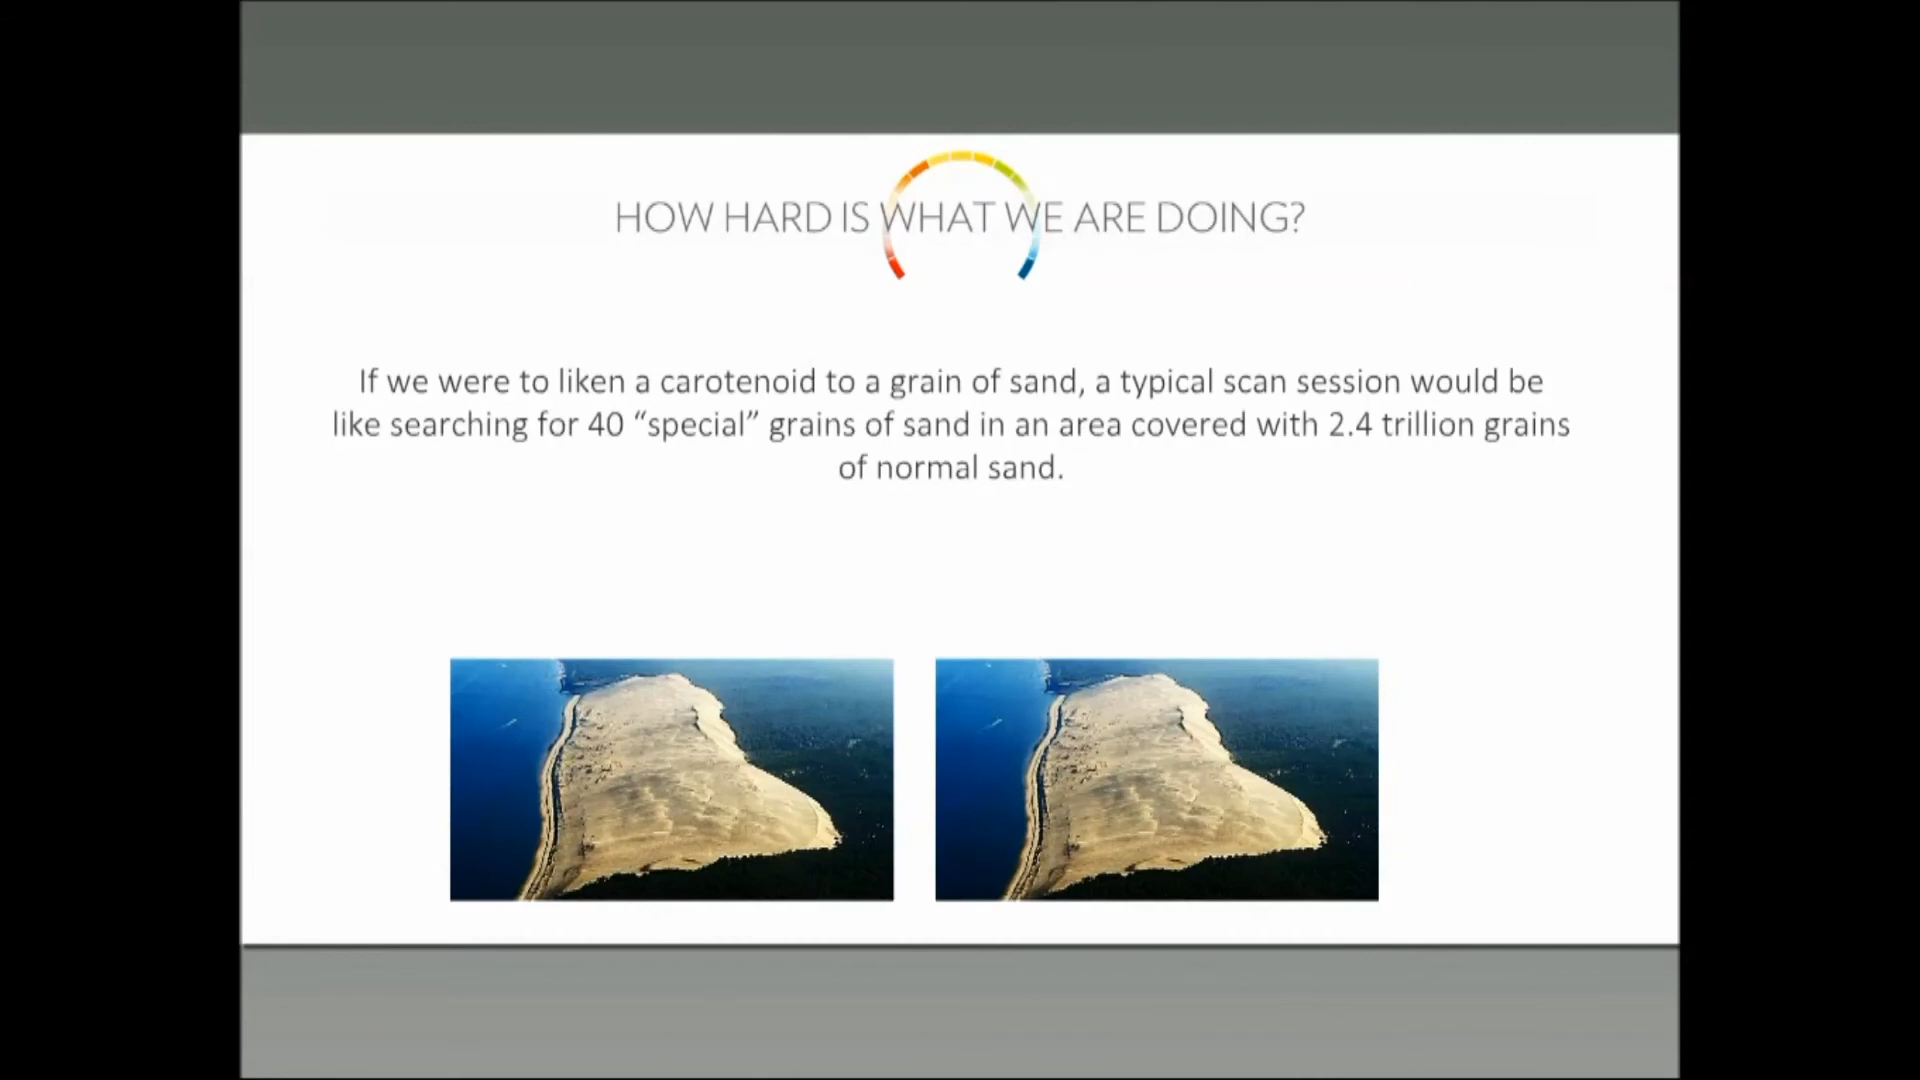 HOW HARD IS WHAT WE ARE DOING?
If we were to liken a carotenoid to a grain of sand, a typical scan session would be
like searching for 40 “special” grains of sand in an area covered with 2.4 trillion grains
of normal sand.